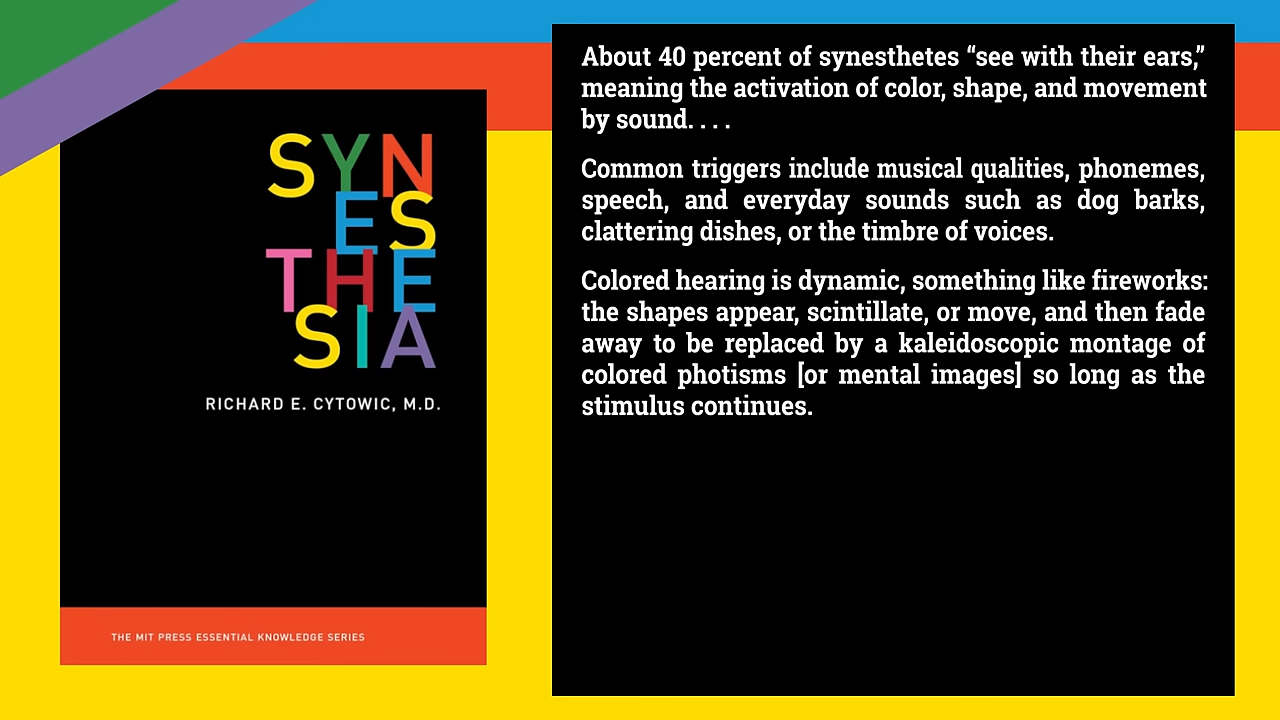 SYN
ES
THE
SIA
RICHARD E. CYTOWIC, M.D.
THE MIT PRESS ESSENTIAL KNOWLEDGE SERIES
About 40 percent of synesthetes “see with their ears,”
meaning the activation of color, shape, and movement
by sound. . . .
Common triggers include musical qualities, phonemes,
speech, and everyday sounds such as dog barks,
clattering dishes, or the timbre of voices.
Colored hearing is dynamic, something like fireworks:
the shapes appear, scintillate, or move, and then fade
away to be replaced by a kaleidoscopic montage of
colored photisms [or mental images] so long as the
stimulus continues.